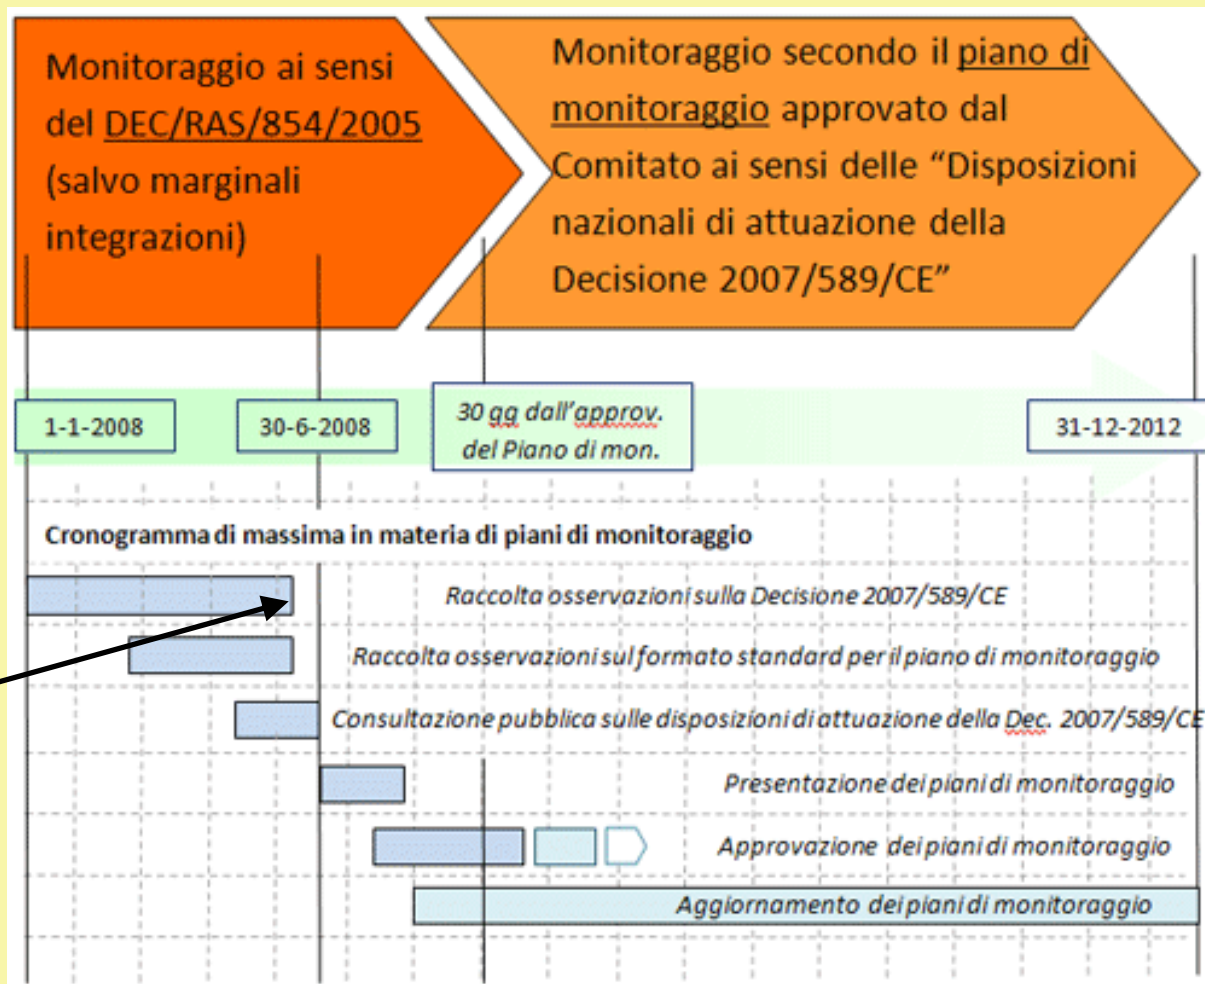 Monitoraggio ai sensi
del DEC/RAS/854/2005
(salvo marginali
integrazioni)
Monitoraggio secondo il piano di
monitoraggio approvato dal
Comitato ai sensi delle “Disposizioni
nazionali di attuazione della
Decisione 2007/589/CE”
1-1-2008
30-6-2008
30 gg dall’approv.
del Piano di mon.
31-12-2012
Cronogramma di massima in materia di piani di monitoraggio
Raccolta osservazioni sulla Decisione 2007/589/CE
Raccolta osservazioni sul formato standard per il piano di monitoraggio
Consultazione pubblica sulle disposizioni di attuazione della Dec. 2007/589/CE
Presentazione dei piani di monitoraggio
Approvazione dei piani di monitoraggio
Aggiornamento dei piani di monitoraggio